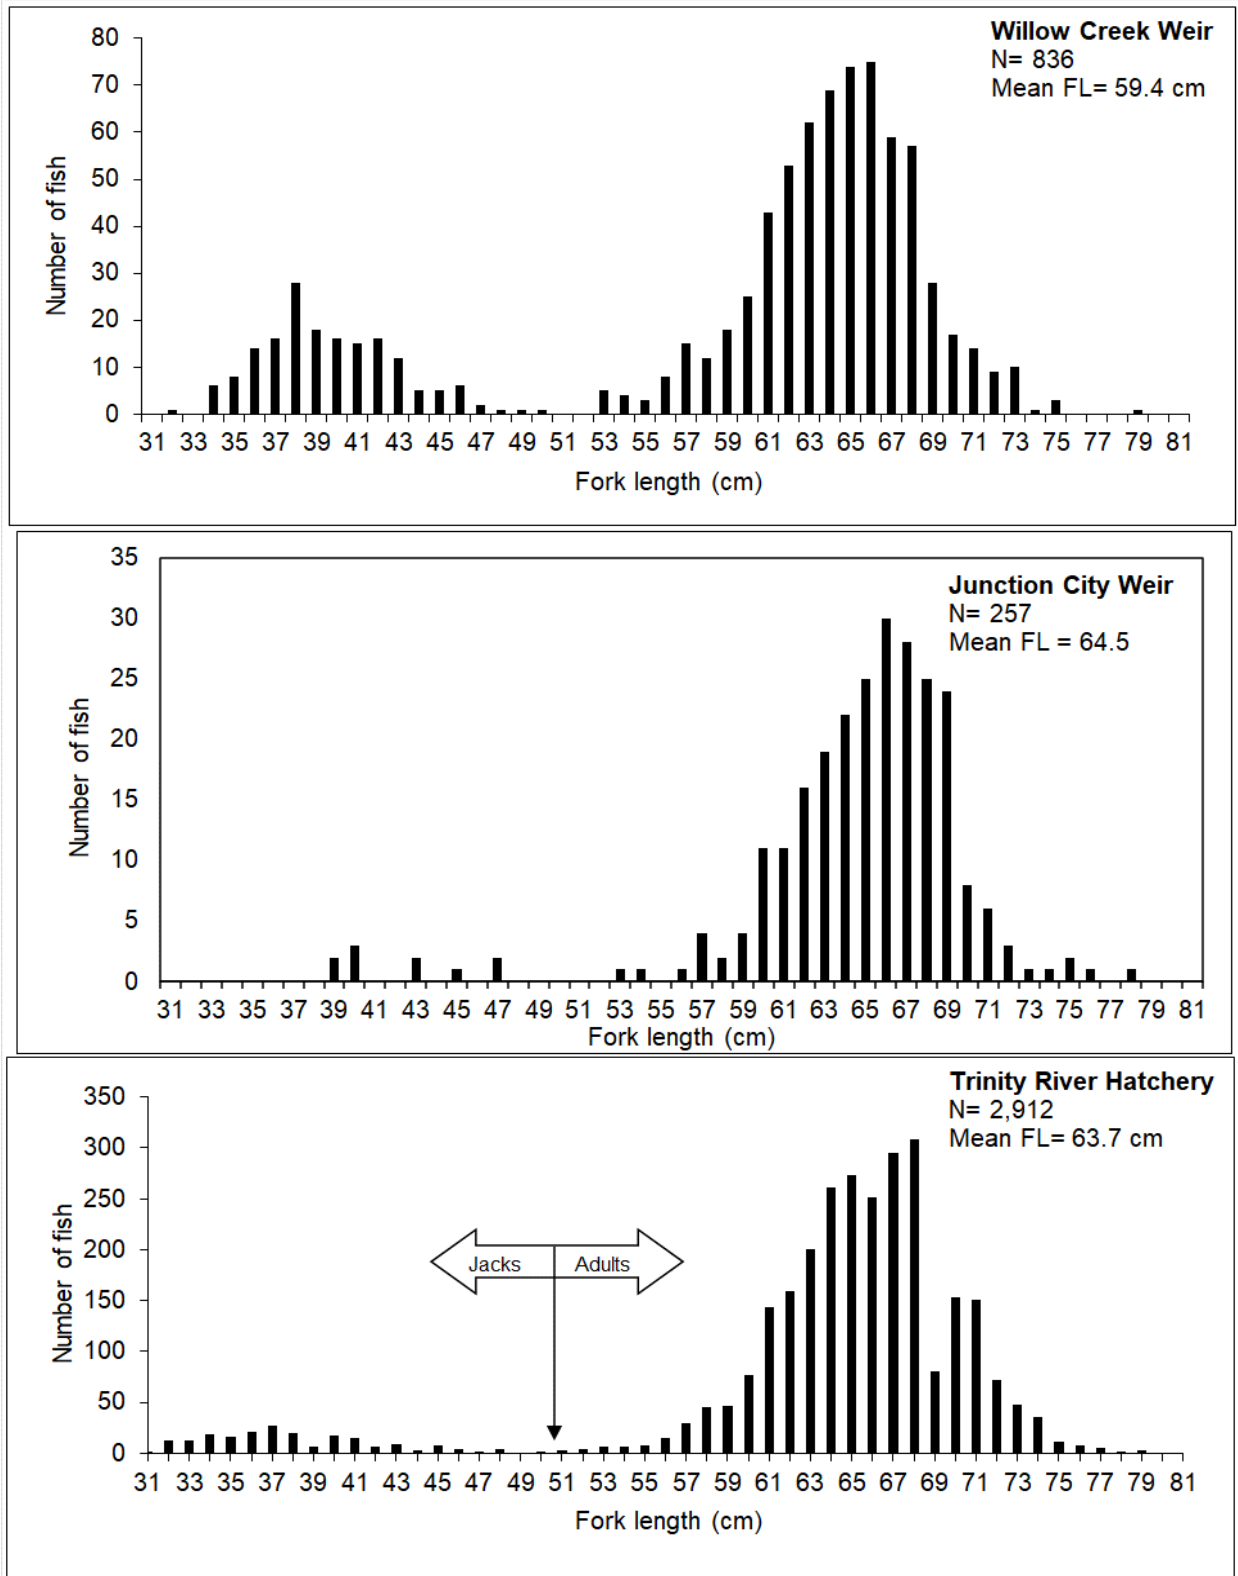 Willow Creek Weir
N= 836
Mean FL= 59.4 cm
80
70
60
50
40
30
20
10
0
Number of fish
31 33 35 37 39 41 43 45 47 49 51 53 55 57 59 61 63 65 67 69 71 73 75 77 79 81
Fork length (cm)
Junction City Weir
N= 257
Mean FL = 64.5
35
30
25
20
15
10
5
0
Number of fish
31 33 35 37 39 41 43 45 47 49 51 53 55 57 59 61 63 65 67 69 71 73 75 77 79 81
Fork length (cm)
Trinity River Hatchery
N= 2,912
Mean FL= 63.7 cm
350
300
250
200
150
100
50
0
Number of fish
Jacks Adults
31 33 35 37 39 41 43 45 47 49 51 53 55 57 59 61 63 65 67 69 71 73 75 77 79 81
Fork length (cm)